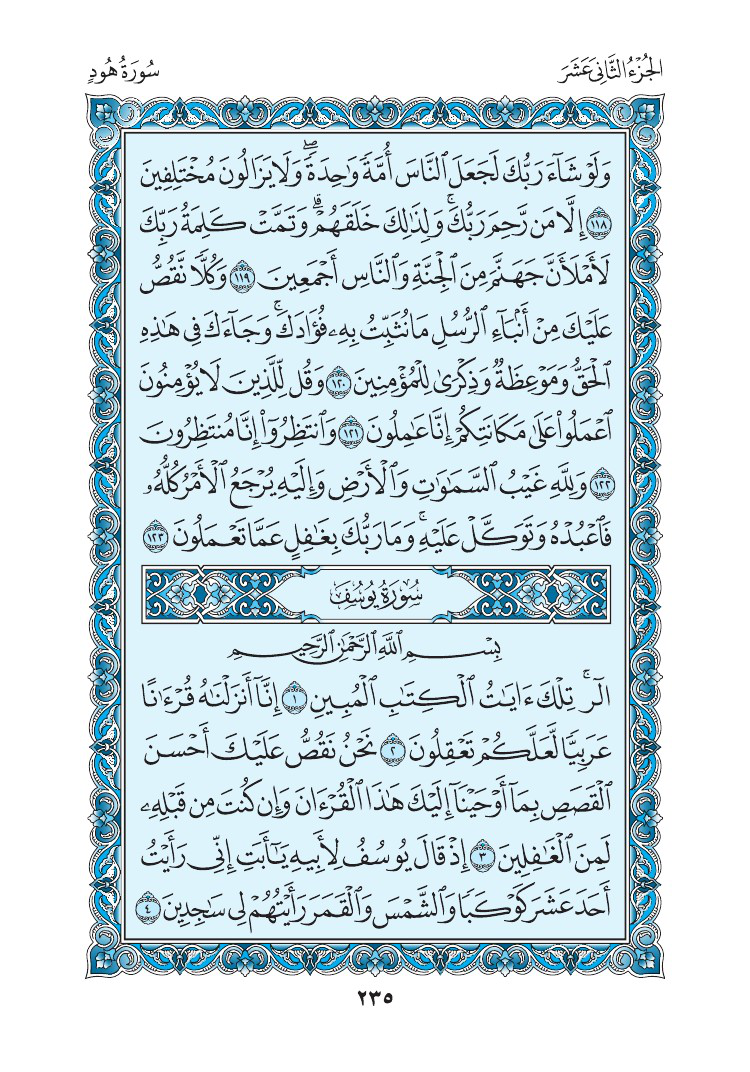 الجُزْءُ الثَّانِي عَشَرَ
سُورَةُ هُودٍ
وَلَوْ شَآءَ رَبُّكَ لَجَعَلَ ٱلنَّاسَ أُمَّةً وَٰحِدَةًۖ وَلَا يَزَالُونَ مُخْتَلِفِينَ
١١٨ إِلَّا مَن رَّحِمَ رَبُّكَۚ وَلِذَٰلِكَ خَلَقَهُمْۗ وَتَمَّتْ كَلِمَةُ رَبِّكَ
لَأَمْلَأَنَّ جَهَنَّمَ مِنَ ٱلْجِنَّةِ وَٱلنَّاسِ أَجْمَعِينَ ١١٩ وَكُلًّا نَّقُصُّ
عَلَيْكَ مِنْ أَنۢبَآءِ ٱلرُّسُلِ مَا نُثَبِّتُ بِهِۦ فُؤَادَكَۚ وَجَآءَكَ فِي هَٰذِهِ
ٱلْحَقُّ وَمَوْعِظَةٌ وَذِكْرَىٰ لِلْمُؤْمِنِينَ ١٢٠ وَقُل لِّلَّذِينَ لَا يُؤْمِنُونَ
ٱعْمَلُوا۟ عَلَىٰ مَكَانَتِكُمْ إِنَّا عَٰمِلُونَ ١٢١ وَٱنتَظِرُوٓا۟ إِنَّا مُنتَظِرُونَ
١٢٢ وَلِلَّهِ غَيْبُ ٱلسَّمَٰوَٰتِ وَٱلْأَرْضِ وَإِلَيْهِ يُرْجَعُ ٱلْأَمْرُ كُلُّهُۥ
فَٱعْبُدْهُ وَتَوَكَّلْ عَلَيْهِۚ وَمَا رَبُّكَ بِغَٰفِلٍ عَمَّا تَعْمَلُونَ ١٢٣
سُورَةُ يُوسُفَ
بِسْمِ ٱللَّهِ ٱلرَّحْمَٰنِ ٱلرَّحِيمِ
الٓرۚ تِلْكَ ءَايَٰتُ ٱلْكِتَٰبِ ٱلْمُبِينِ ١ إِنَّآ أَنزَلْنَٰهُ قُرْءَٰنًا
عَرَبِيًّا لَّعَلَّكُمْ تَعْقِلُونَ ٢ نَحْنُ نَقُصُّ عَلَيْكَ أَحْسَنَ
ٱلْقَصَصِ بِمَآ أَوْحَيْنَآ إِلَيْكَ هَٰذَا ٱلْقُرْءَانَ وَإِن كُنتَ مِن قَبْلِهِۦ
لَمِنَ ٱلْغَٰفِلِينَ ٣ إِذْ قَالَ يُوسُفُ لِأَبِيهِ يَٰٓأَبَتِ إِنِّي رَأَيْتُ
أَحَدَ عَشَرَ كَوْكَبًا وَٱلشَّمْسَ وَٱلْقَمَرَ رَأَيْتُهُمْ لِي سَٰجِدِينَ ٤
٢٣٥